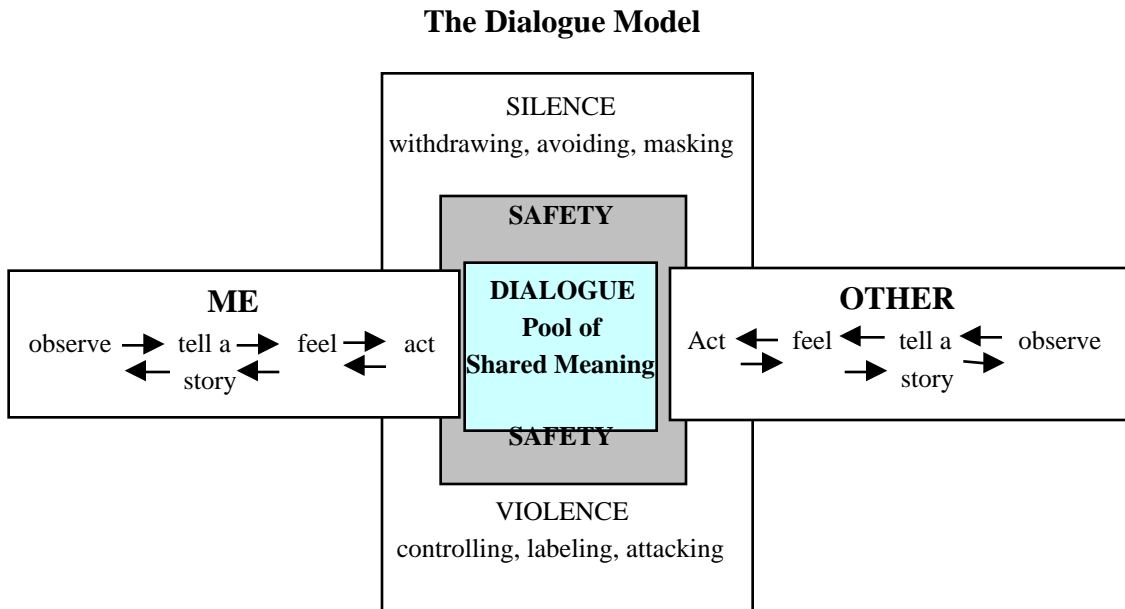 The Dialogue Model
SILENCE
withdrawing, avoiding, masking
SAFETY
ME
observe tell a feel act
story
DIALOGUE
Pool of
Shared Meaning
OTHER
Act feel tell a observe
story
SAFETY
VIOLENCE
controlling, labeling, attacking